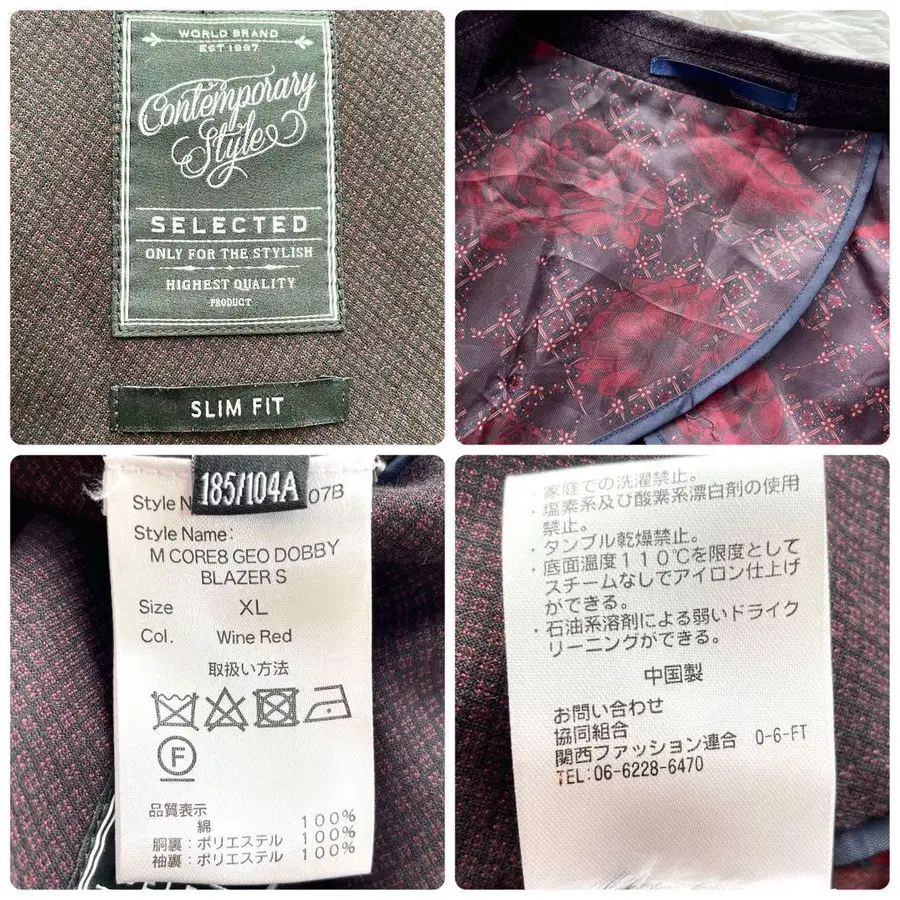 WORLD BRAND
EST 1997
Contemporary
Style
SELECTED
ONLY FOR THE STYLISH
HIGHEST QUALITY
PRODUCT
SLIM FIT
185/104A
Style N 07B
Style Name:
M CORE8 GEO DOBBY
BLAZER S
Size XL
Col. Wine Red
取扱い方法
F
品質表示
綿 100%
胴裏:ポリエステル 100%
袖裏:ポリエステル 100%
・家庭での洗濯禁止。
・塩素系及び酸素系漂白剤の使用
禁止。
・タンブル乾燥禁止。
・底面温度110℃を限度として
スチームなしでアイロン仕上げ
ができる。
・石油系溶剤による弱いドライク
リーニングができる。
中国製
お問い合わせ
協同組合
関西ファッション連合 0-6-FT
TEL:06-6228-6470